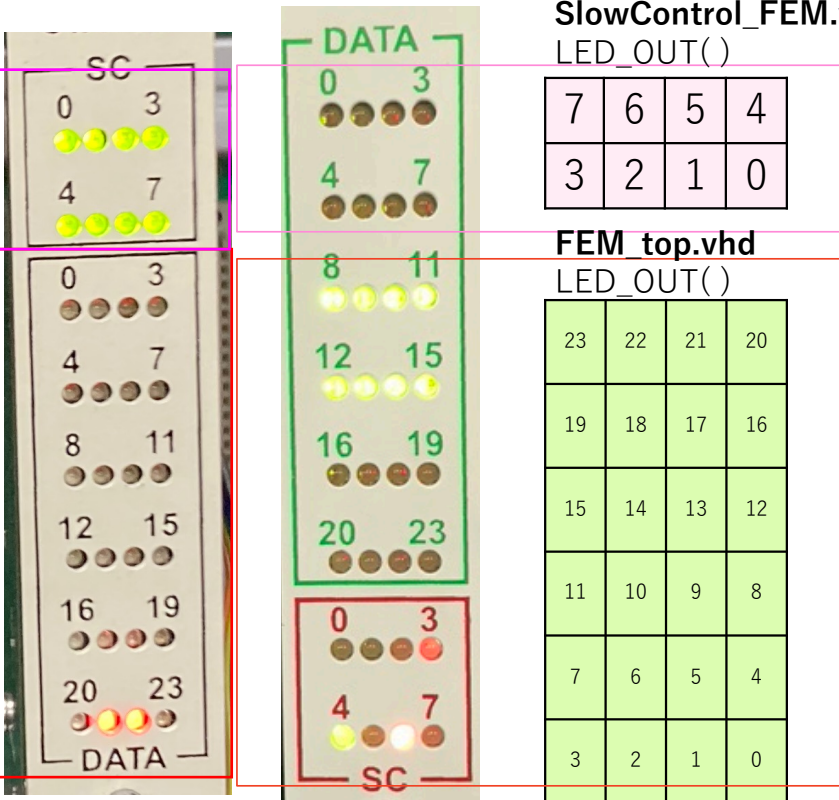 SC
0 3
4 7
0 3
4 7
8 11
12 15
16 19
20 23
DATA
DATA
0 3
4 7
8 11
12 15
16 19
20 23
0 3
4 7
SC
SlowControl_FEM.
LED_OUT()
7 6 5 4
3 2 1 0
FEM_top.vhd
LED_OUT()
23 22 21 20
19 18 17 16
15 14 13 12
11 10 9 8
7 6 5 4
3 2 1 0